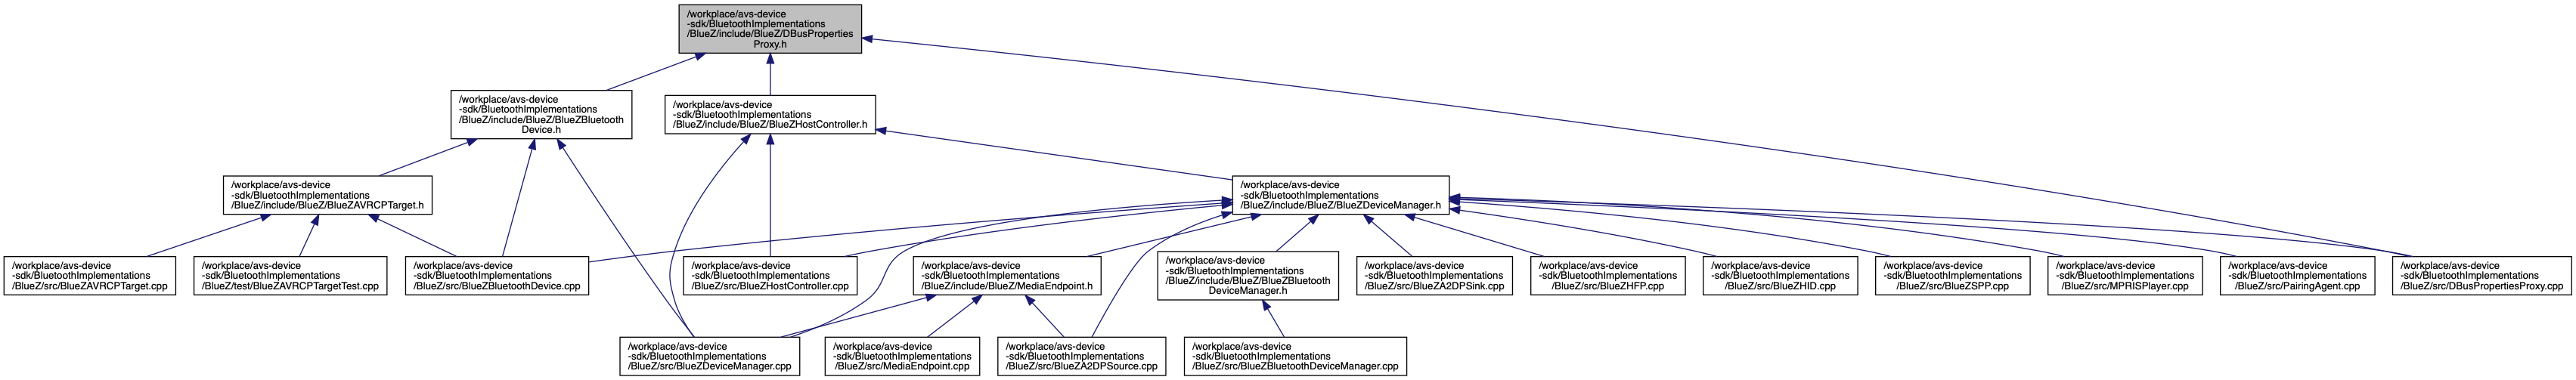 /workplace/avs-device
-sdk/BluetoothImplementations
/BlueZ/include/BlueZ/DBusProperties
Proxy.h
/workplace/avs-device
-sdk/BluetoothImplementations
/BlueZ/include/BlueZ/BlueZBluetooth
Device.h
/workplace/avs-device
-sdk/BluetoothImplementations
/BlueZ/include/BlueZ/BlueZHostController.h
/workplace/avs-device
-sdk/BluetoothImplementations
/BlueZ/include/BlueZ/BlueZAVRCPTarget.h
/workplace/avs-device
-sdk/BluetoothImplementations
/BlueZ/include/BlueZ/BlueZDeviceManager.h
/workplace/avs-device
-sdk/BluetoothImplementations
/BlueZ/src/BlueZAVRCPTarget.cpp
/workplace/avs-device
-sdk/BluetoothImplementations
/BlueZ/test/BlueZAVRCPTargetTest.cpp
/workplace/avs-device
-sdk/BluetoothImplementations
/BlueZ/src/BlueZBluetoothDevice.cpp
/workplace/avs-device
-sdk/BluetoothImplementations
/BlueZ/src/BlueZHostController.cpp
/workplace/avs-device
-sdk/BluetoothImplementations
/BlueZ/include/BlueZ/MediaEndpoint.h
/workplace/avs-device
-sdk/BluetoothImplementations
/BlueZ/include/BlueZ/BlueZBluetooth
DeviceManager.h
/workplace/avs-device
-sdk/BluetoothImplementations
/BlueZ/src/BlueZA2DPSink.cpp
/workplace/avs-device
-sdk/BluetoothImplementations
/BlueZ/src/BlueZHFP.cpp
/workplace/avs-device
-sdk/BluetoothImplementations
/BlueZ/src/BlueZHID.cpp
/workplace/avs-device
-sdk/BluetoothImplementations
/BlueZ/src/BlueZSPP.cpp
/workplace/avs-device
-sdk/BluetoothImplementations
/BlueZ/src/MPRISPlayer.cpp
/workplace/avs-device
-sdk/BluetoothImplementations
/BlueZ/src/PairingAgent.cpp
/workplace/avs-device
-sdk/BluetoothImplementations
/BlueZ/src/DBusPropertiesProxy.cpp
/workplace/avs-device
-sdk/BluetoothImplementations
/BlueZ/src/BlueZDeviceManager.cpp
/workplace/avs-device
-sdk/BluetoothImplementations
/BlueZ/src/MediaEndpoint.cpp
/workplace/avs-device
-sdk/BluetoothImplementations
/BlueZ/src/BlueZA2DPSource.cpp
/workplace/avs-device
-sdk/BluetoothImplementations
/BlueZ/src/BlueZBluetoothDeviceManager.cpp